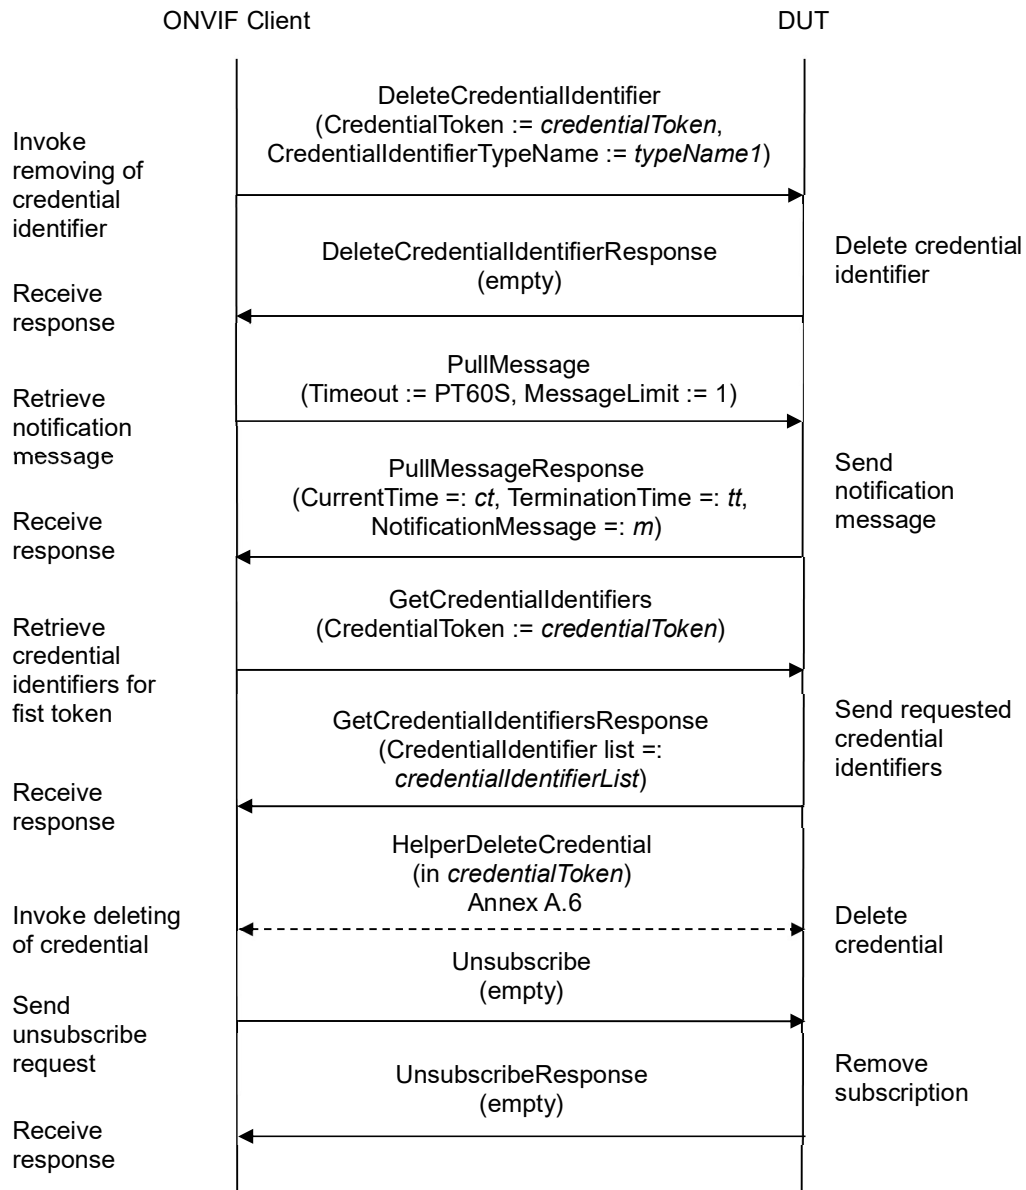 ONVIF Client
DUT
DeleteCredentialIdentifier
(CredentialToken := credentialToken,
CredentialIdentifierTypeName := typeName1)
Invoke
removing of
credential
identifier
DeleteCredentialIdentifierResponse
(empty)
Delete credential
identifier
Receive
response
PullMessage
(Timeout := PT60S, MessageLimit := 1)
Retrieve
notification
message
PullMessageResponse
(CurrentTime =: ct, TerminationTime =: tt,
NotificationMessage =: m)
Send
notification
message
Receive
response
GetCredentialIdentifiers
(CredentialToken := credentialToken)
Retrieve
credential
identifiers for
fist token
GetCredentialIdentifiersResponse
(CredentialIdentifier list =:
credentialIdentifierList)
Send requested
credential
identifiers
Receive
response
HelperDeleteCredential
(in credentialToken)
Annex A.6
Invoke deleting
of credential
Delete
credential
Unsubscribe
(empty)
Send
unsubscribe
request
UnsubscribeResponse
(empty)
Remove
subscription
Receive
response